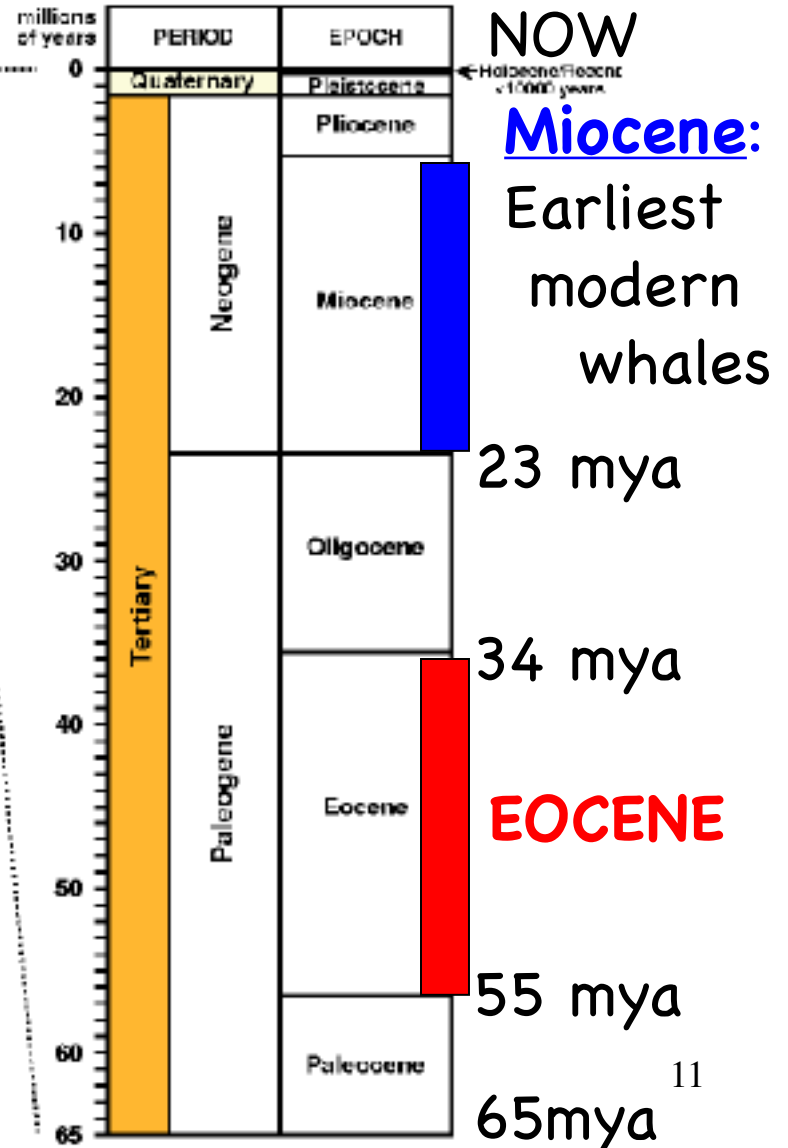 millions
of years
PERIOD
EPOCH
NOW
0
Quaternary
Pleistocene
Holocene/Recent
<10000 years
Pliocene
Miocene:
Earliest
modern
whales
10
Neogene
Miocene
20
23 mya
Oligocene
30
Tertiary
34 mya
40
Paleogene
Eocene
EOCENE
50
55 mya
60
Paleocene
11
65mya
65